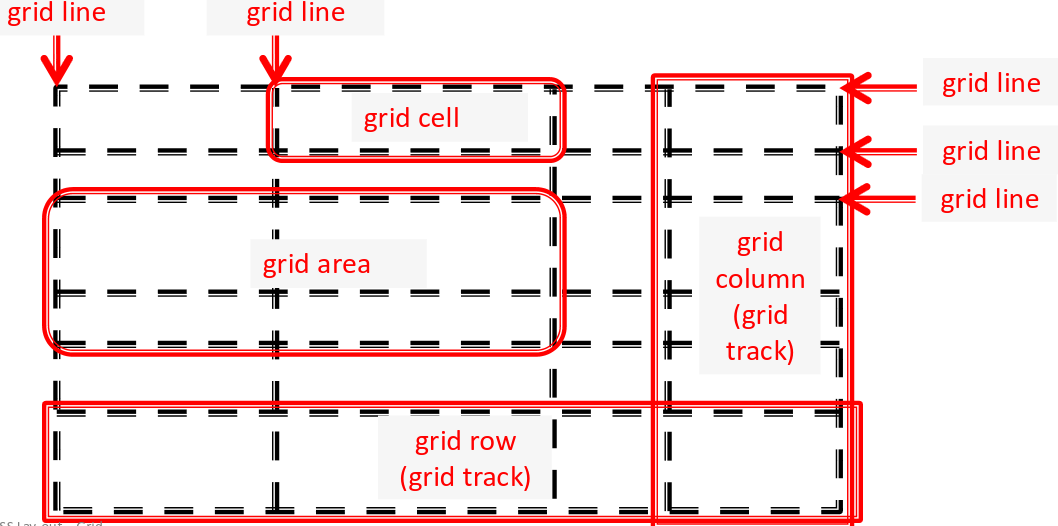 grid line
grid line
grid line
grid cell
grid line
grid line
grid
column
(grid
track)
grid area
grid row
(grid track)